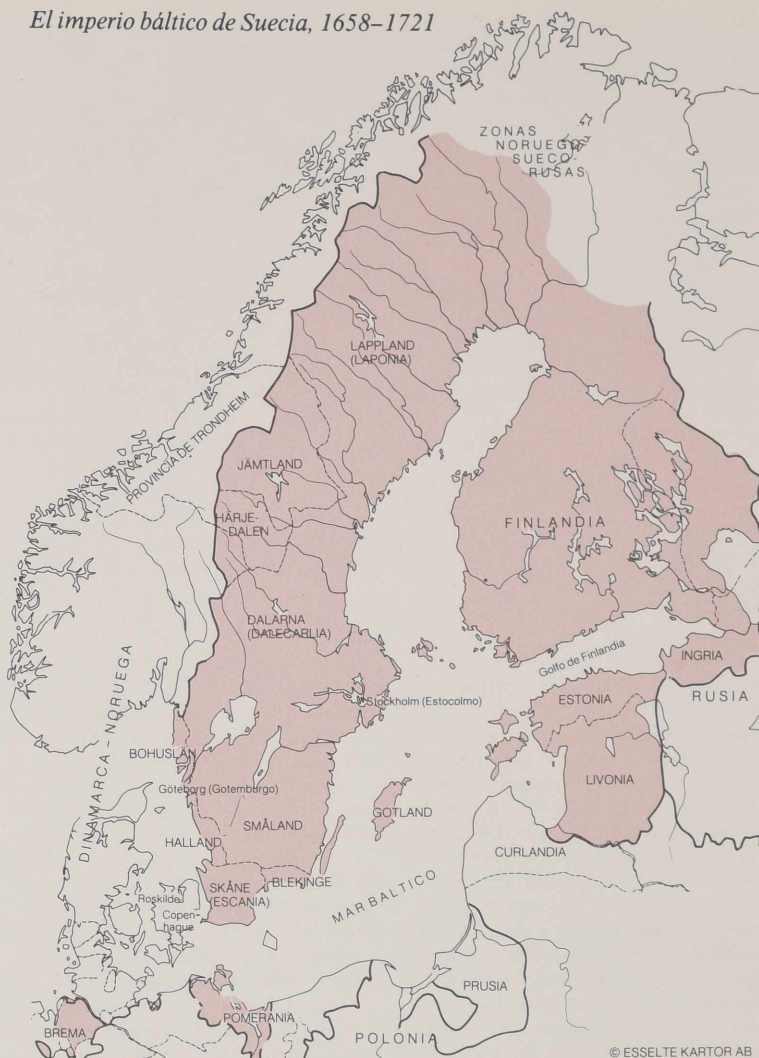 El imperio báltico de Suecia, 1658–1721
ZONAS
NORUEGO
SUECO-
RUSAS
LAPPLAND
(LAPONIA)
PROVINCIA DE TRONDHEIM
JÄMTLAND
HÄRJE-
DALEN
FINLANDIA
DALARNA
(DALECARLIA)
Golfo de Finlandia
INGRIA
Stockholm (Estocolmo)
ESTONIA
RUSIA
DINAMARCA - NORUEGA
BOHUSLÄN
LIVONIA
Göteborg (Gotemburgo)
GOTLAND
SMÅLAND
HALLAND
CURLANDIA
BLEKINGE
SKÅNE
(ESCANIA)
MAR BALTICO
Roskilde
Copen-
hague
PRUSIA
POMERANIA
BREMA
POLONIA
© ESSELTE KARTOR AB